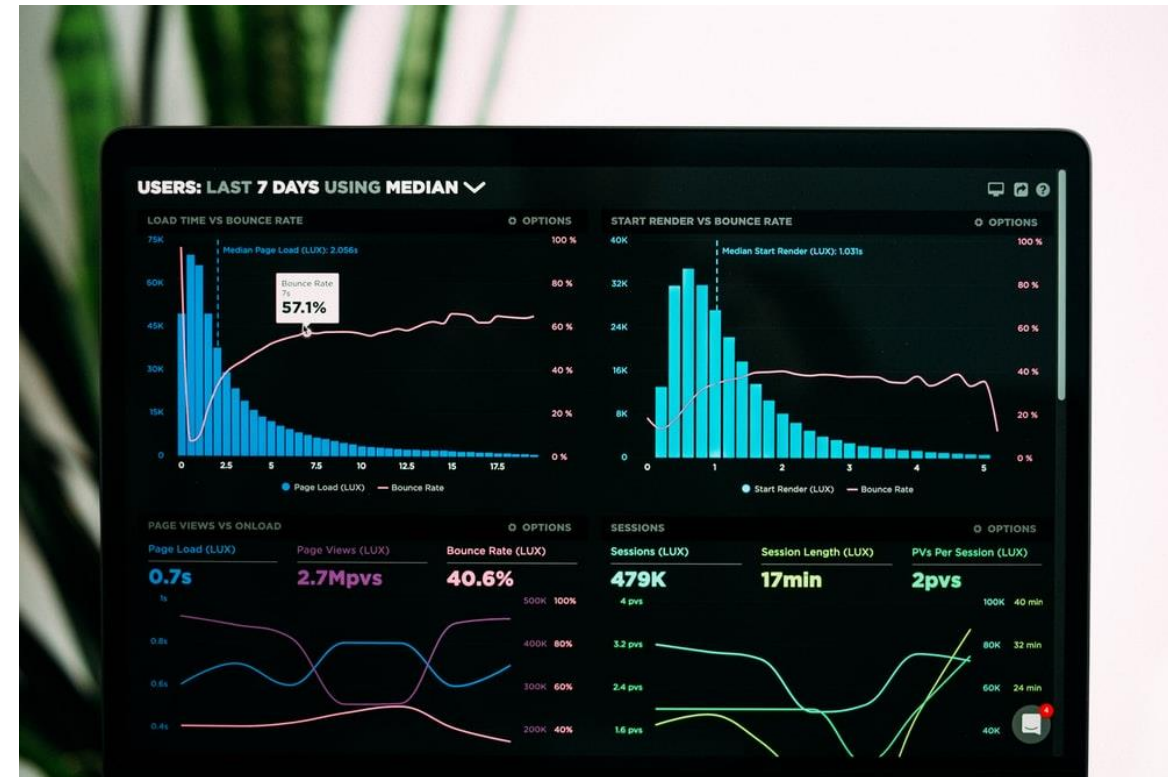 USERS: LAST 7 DAYS USING MEDIAN
LOAD TIME VS BOUNCE RATE
OPTIONS
75K
60K
45K
30K
15K
0
Median Page Load (LUX): 2.056s
Bounce Rate
7s
57.1%
100 %
80 %
60 %
40 %
20 %
0 %
0 2.5 5 7.5 10 12.5 15 17.5
Page Load (LUX) Bounce Rate
START RENDER VS BOUNCE RATE
OPTIONS
40K
32K
24K
16K
8K
0
Median Start Render (LUX): 1.031s
100 %
80 %
60 %
40 %
20 %
0 %
0 1 2 3 4 5
Start Render (LUX) Bounce Rate
PAGE VIEWS VS ONLOAD
OPTIONS
Page Load (LUX) Page Views (LUX) Bounce Rate (LUX)
0.7s 2.7Mpvs 40.6%
1s 500K 100%
0.8s 400K 80%
0.6s 300K 60%
0.4s 200K 40%
SESSIONS
OPTIONS
Sessions (LUX) Session Length (LUX) PVs Per Session (LUX)
479K 17min 2pvs
4 pvs 100K 40 min
3.2 pvs 80K 32 min
2.4 pvs 60K 24 min
1.6 pvs 40K
4